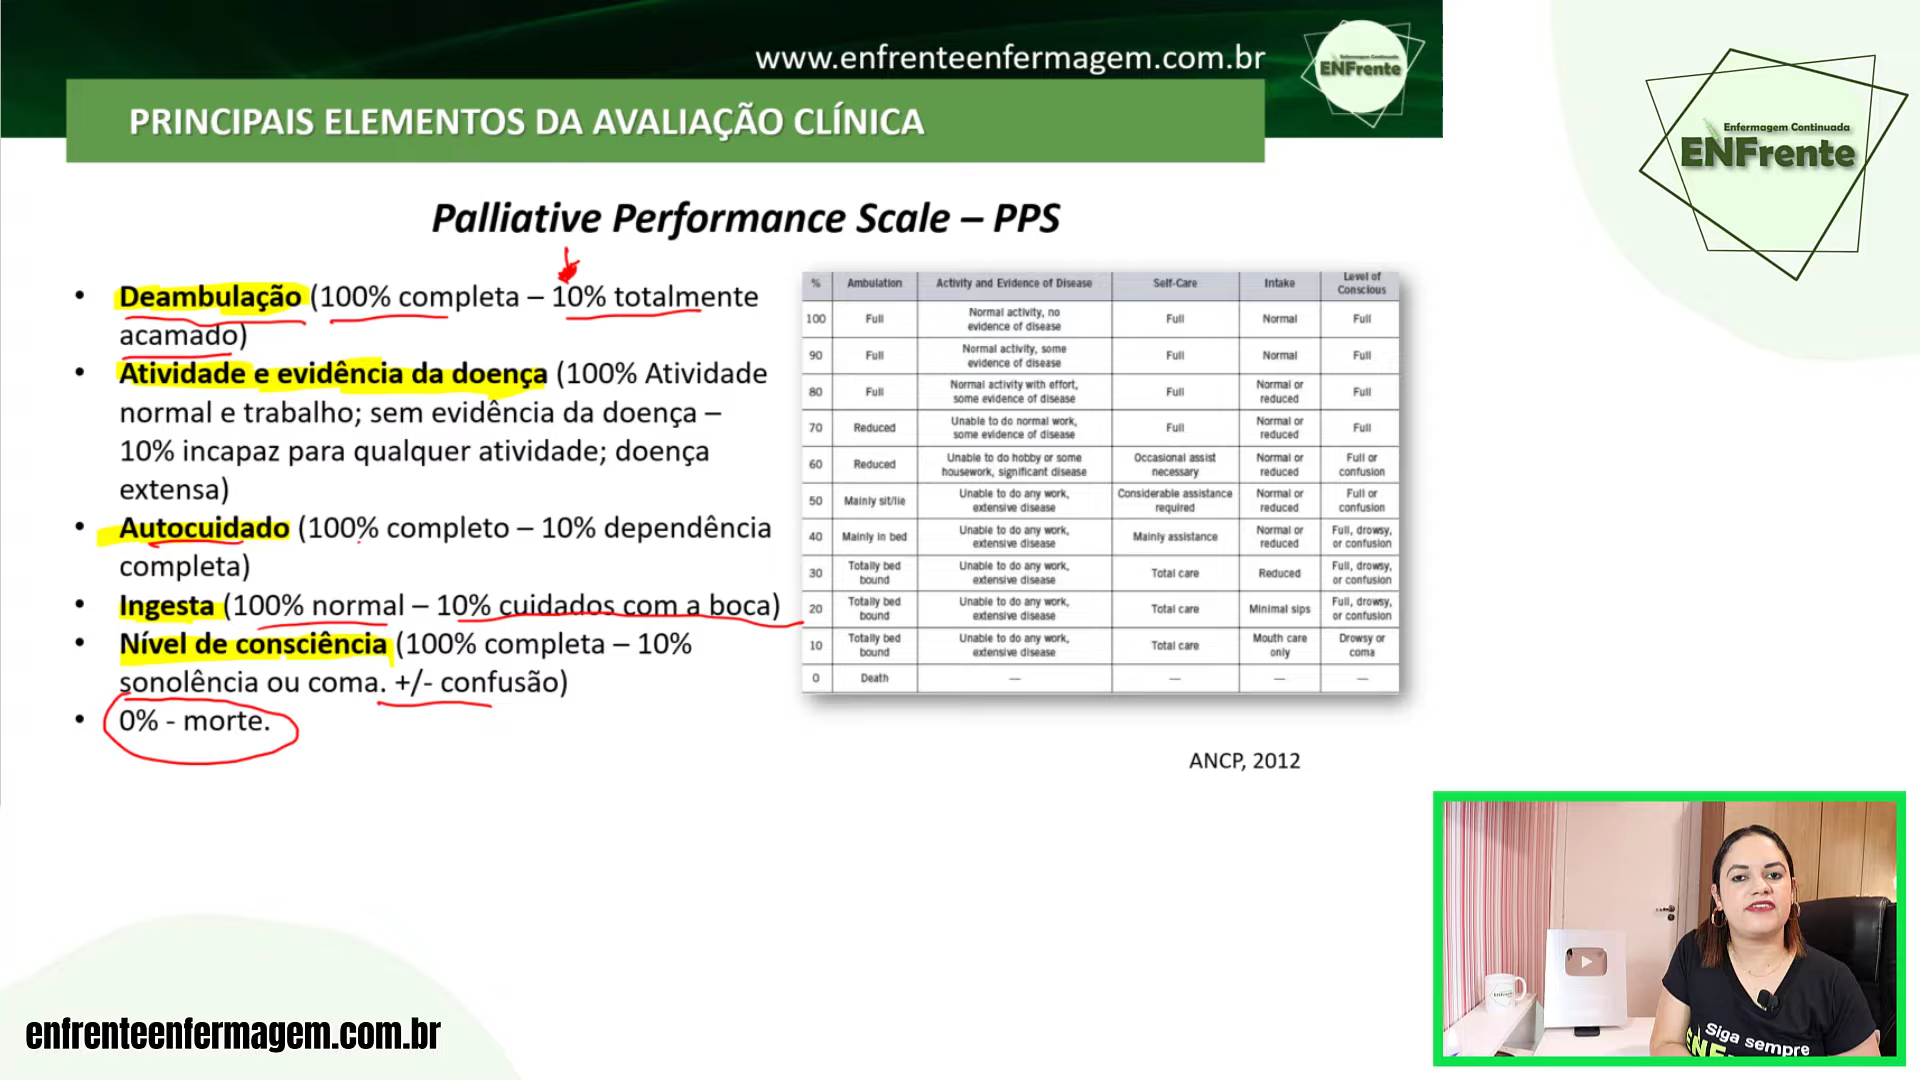 www.enfrenteenfermagem.com.br
Enfermagem Continuada
ENFrente
PRINCIPAIS ELEMENTOS DA AVALIAÇÃO CLÍNICA
Enfermagem Continuada
ENFrente
Palliative Performance Scale – PPS
• Deambulação (100% completa – 10% totalmente
acamado)
• Atividade e evidência da doença (100% Atividade
normal e trabalho; sem evidência da doença –
10% incapaz para qualquer atividade; doença
extensa)
• Autocuidado (100% completo – 10% dependência
completa)
• Ingesta (100% normal – 10% cuidados com a boca)
• Nível de consciência (100% completa – 10%
sonolência ou coma. +/- confusão)
• 0% - morte.
% Ambulation Activity and Evidence of Disease Self-Care Intake Level of Conscious
100 Full Normal activity, no evidence of disease Full Normal Full
90 Full Normal activity, some evidence of disease Full Normal Full
80 Full Normal activity with effort, some evidence of disease Full Normal or reduced Full
70 Reduced Unable to do normal work, some evidence of disease Full Normal or reduced Full
60 Reduced Unable to do hobby or some housework, significant disease Occasional assist necessary Normal or reduced Full or confusion
50 Mainly sit/lie Unable to do any work, extensive disease Considerable assistance required Normal or reduced Full or confusion
40 Mainly in bed Unable to do any work, extensive disease Mainly assistance Normal or reduced Full, drowsy, or confusion
30 Totally bed bound Unable to do any work, extensive disease Total care Reduced Full, drowsy, or confusion
20 Totally bed bound Unable to do any work, extensive disease Total care Minimal sips Full, drowsy, or confusion
10 Totally bed bound Unable to do any work, extensive disease Total care Mouth care only Drowsy or coma
0 Death — — — —
ANCP, 2012
Siga sempre
enfrenteenfermagem.com.br